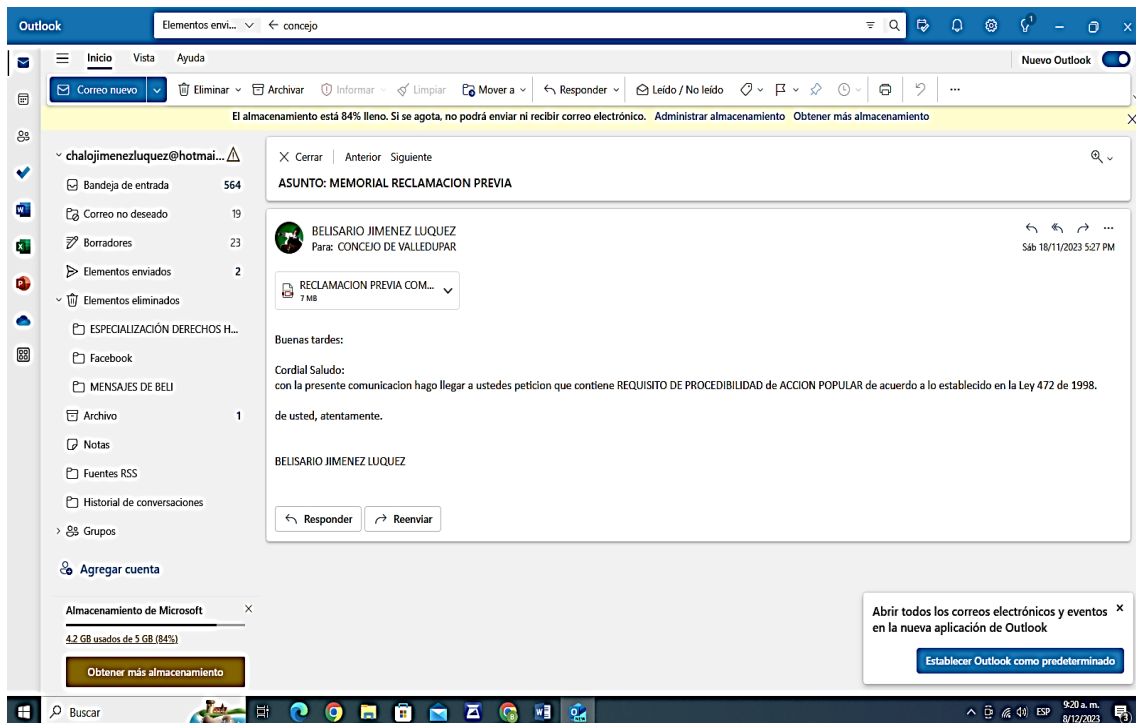 Outlook
Elementos envi...
concejo
1
Inicio Vista Ayuda
Nuevo Outlook
Correo nuevo Eliminar Archivar Informar Limpiar Mover a Responder Leído / No leído ...
El almacenamiento está 84% lleno. Si se agota, no podrá enviar ni recibir correo electrónico. Administrar almacenamiento Obtener más almacenamiento
chalojimenezluquez@hotmai...
Bandeja de entrada 564
Correo no deseado 19
Borradores 23
Elementos enviados 2
Elementos eliminados
ESPECIALIZACIÓN DERECHOS H...
Facebook
MENSAJES DE BELI
Archivo 1
Notas
Fuentes RSS
Historial de conversaciones
Grupos
Agregar cuenta
Almacenamiento de Microsoft
4.2 GB usados de 5 GB (84%)
Obtener más almacenamiento
Cerrar Anterior Siguiente
ASUNTO: MEMORIAL RECLAMACION PREVIA
BELISARIO JIMENEZ LUQUEZ
Para: CONCEJO DE VALLEDUPAR
Sáb 18/11/2023 5:27 PM
RECLAMACION PREVIA COM...
7 MB
Buenas tardes:
Cordial Saludo:
con la presente comunicacion hago llegar a ustedes peticion que contiene REQUISITO DE PROCEDIBILIDAD de ACCION POPULAR de acuerdo a lo establecido en la Ley 472 de 1998.
de usted, atentamente.
BELISARIO JIMENEZ LUQUEZ
Responder Reenviar
Abrir todos los correos electrónicos y eventos
en la nueva aplicación de Outlook
Establecer Outlook como predeterminado
Buscar
ESP
9:20 a. m.
8/12/2023